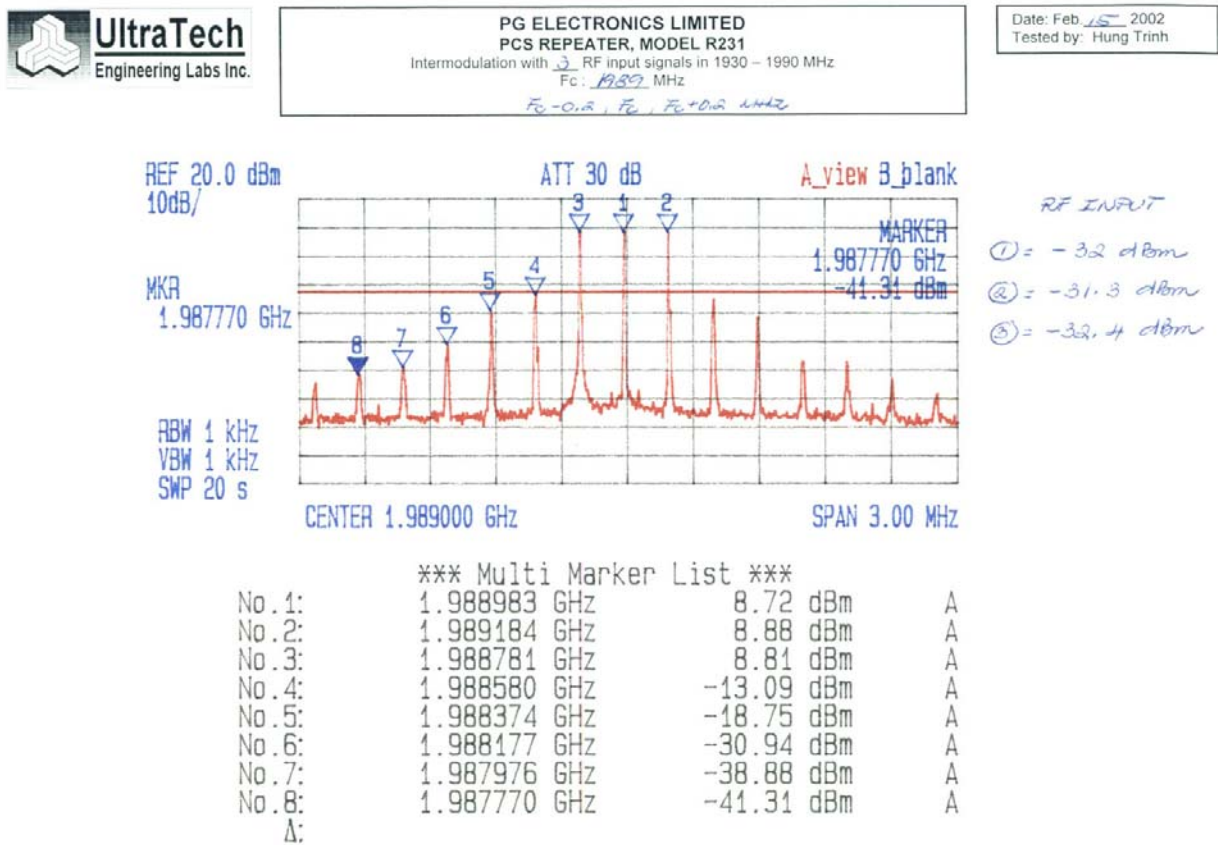 UltraTech
Engineering Labs Inc.
PG ELECTRONICS LIMITED
PCS REPEATER, MODEL R231
Intermodulation with 3 RF input signals in 1930 – 1990 MHz
Fc : 1989 MHz
Fc-0.2, Fc, Fc+0.2 MHz
Date: Feb. 15 2002
Tested by: Hung Trinh
REF 20.0 dBm
10dB/
ATT 30 dB
A_view B_blank
3 1 2
MARKER
1.987770 GHz
-41.31 dBm
MKR
1.987770 GHz
4
5
6
7
8
RBW 1 kHz
VBW 1 kHz
SWP 20 s
CENTER 1.989000 GHz
SPAN 3.00 MHz
RF INPUT
① = -32 dBm
② = -31.3 dBm
③ = -32.4 dBm
*** Multi Marker List ***
No.1: 1.988983 GHz 8.72 dBm A
No.2: 1.989184 GHz 8.88 dBm A
No.3: 1.988781 GHz 8.81 dBm A
No.4: 1.988580 GHz -13.09 dBm A
No.5: 1.988374 GHz -18.75 dBm A
No.6: 1.988177 GHz -30.94 dBm A
No.7: 1.987976 GHz -38.88 dBm A
No.8: 1.987770 GHz -41.31 dBm A
Δ: